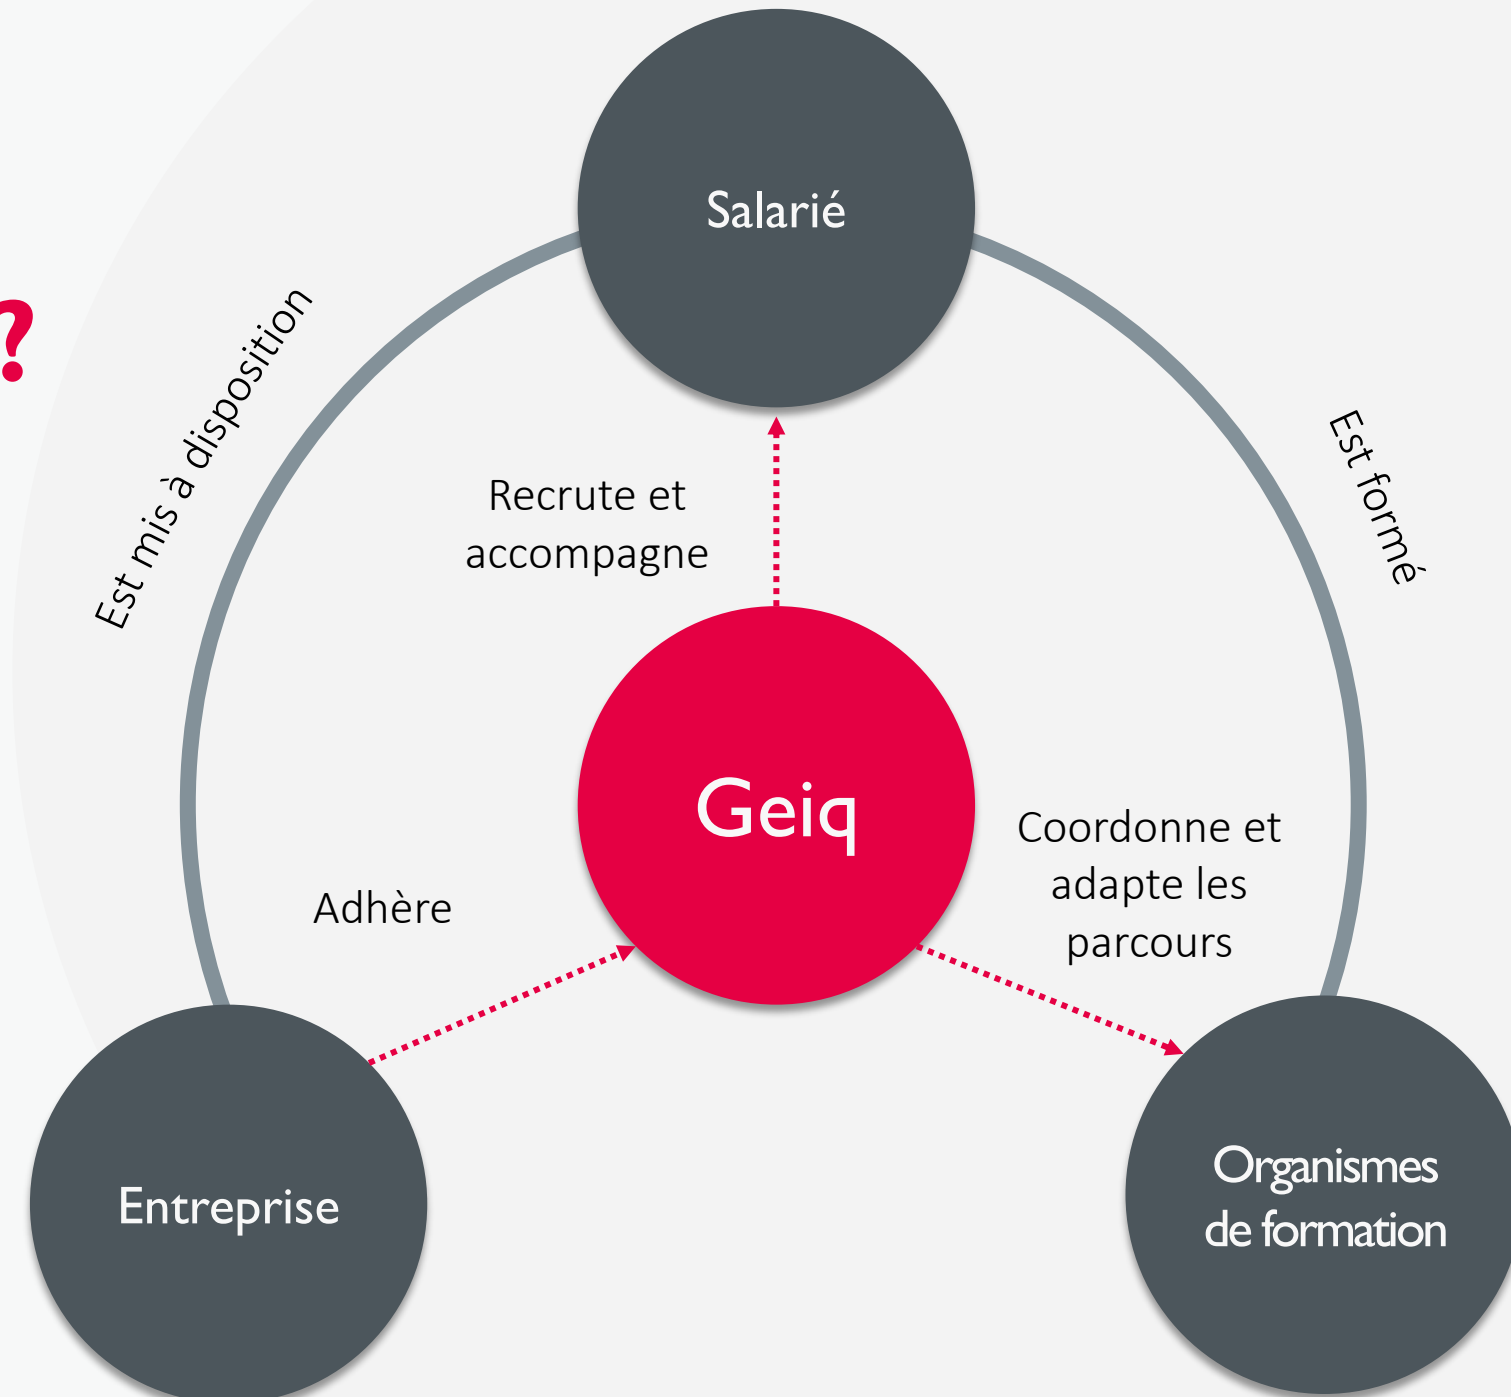 Salarié
?
Est mis à disposition
Est formé
Recrute et
accompagne
Geiq
Coordonne et
adapte les
parcours
Adhère
Organismes
de formation
Entreprise